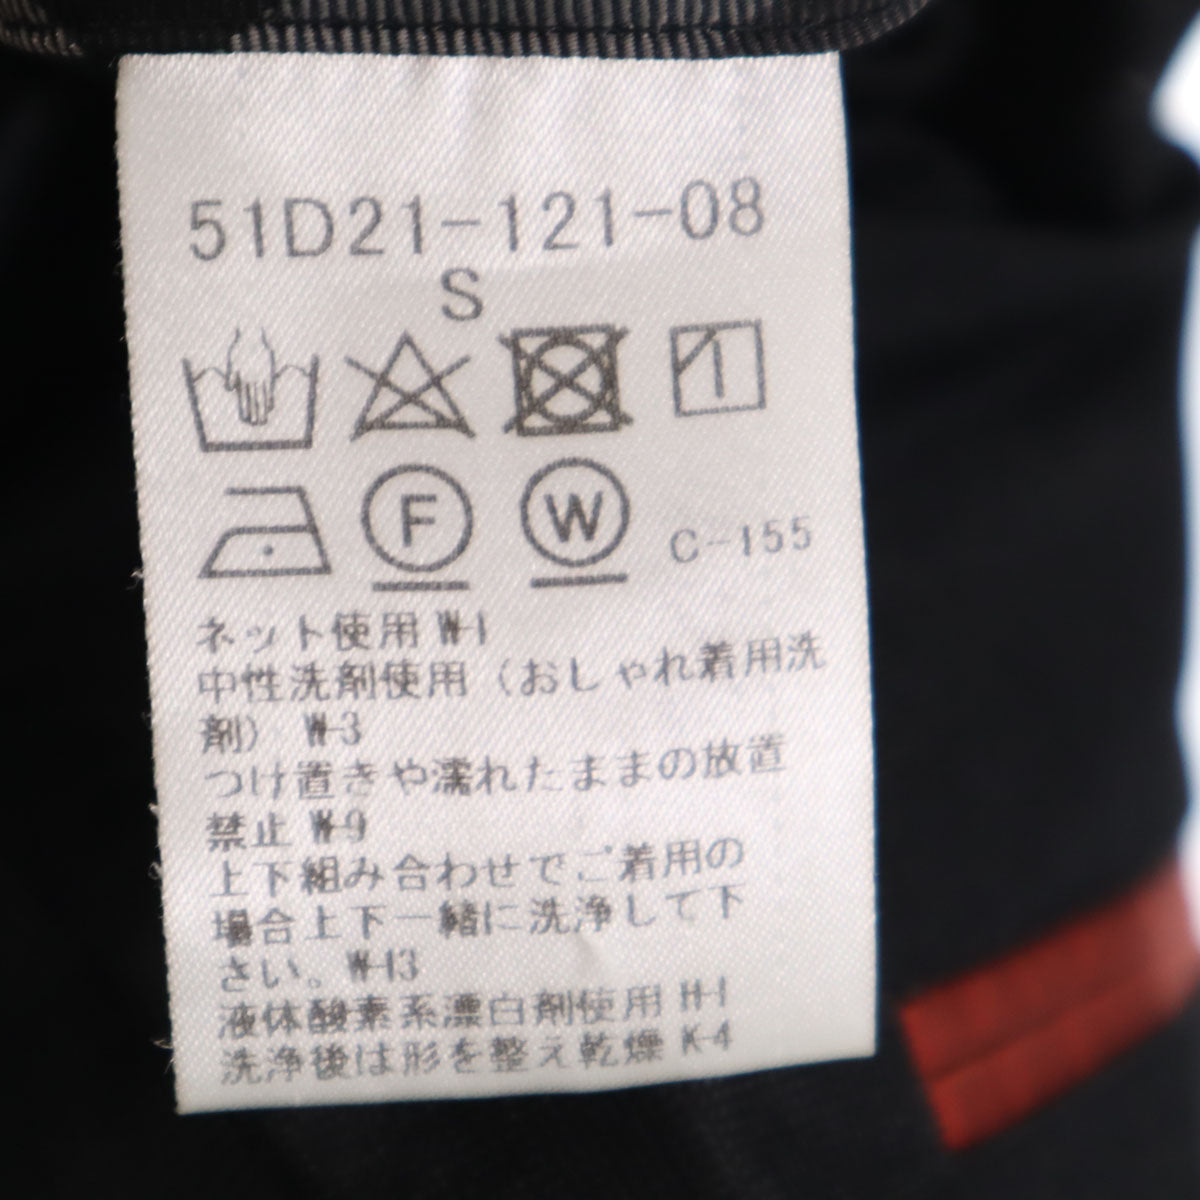 51D21-121-08
S
F W C-155
ネット使用 W-1
中性洗剤使用（おしゃれ着用洗
剤） W-3
つけ置きや濡れたままの放置
禁止 W-9
上下組み合わせでご着用の
場合上下一緒に洗浄して下
さい。W-13
液体酸素系漂白剤使用 H-1
洗浄後は形を整え乾燥 K-4